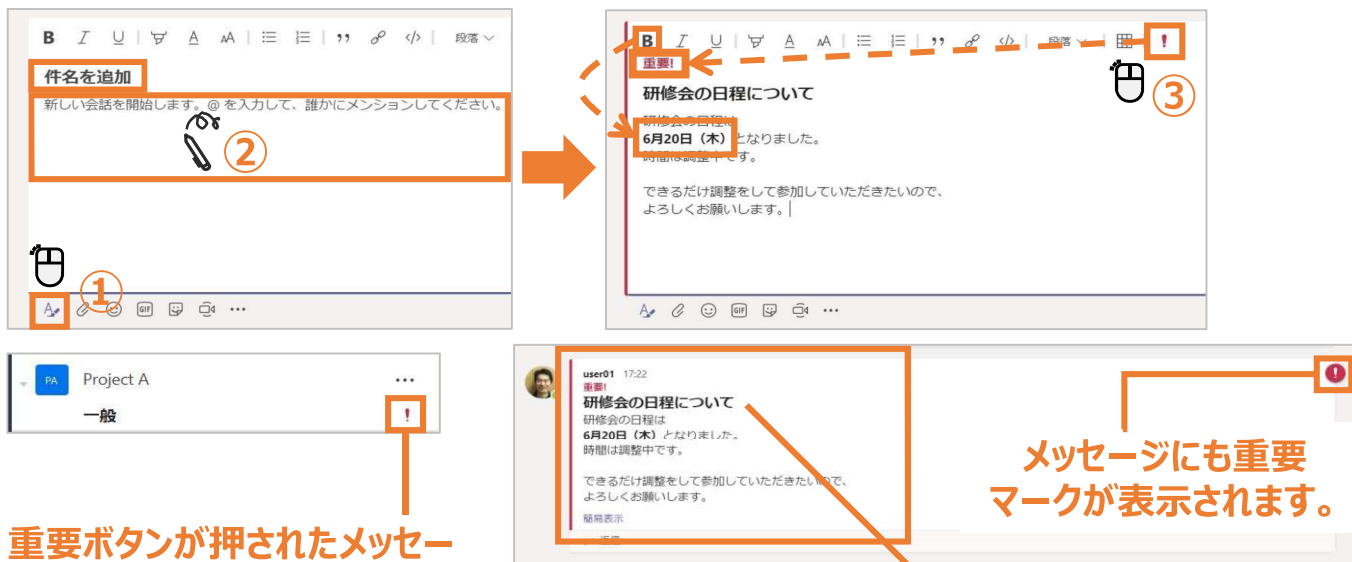 B I U A AA 段落
件名を追加
新しい会話を開始します。@ を入力して、誰かにメンションしてください。
②
①
GIF
B I U A AA 段落 !
重要!
③
研修会の日程について
研修会の日程は
6月20日（木）となりました。
時間は調整中です。
できるだけ調整をして参加していただきたいので、
よろしくお願いします。
GIF
PA Project A
一般 !
重要ボタンが押されたメッセー
user01 17:22
重要!
研修会の日程について
研修会の日程は
6月20日（木）となりました。
時間は調整中です。
できるだけ調整をして参加していただきたいので、
よろしくお願いします。
簡易表示
返信
メッセージにも重要
マークが表示されます。